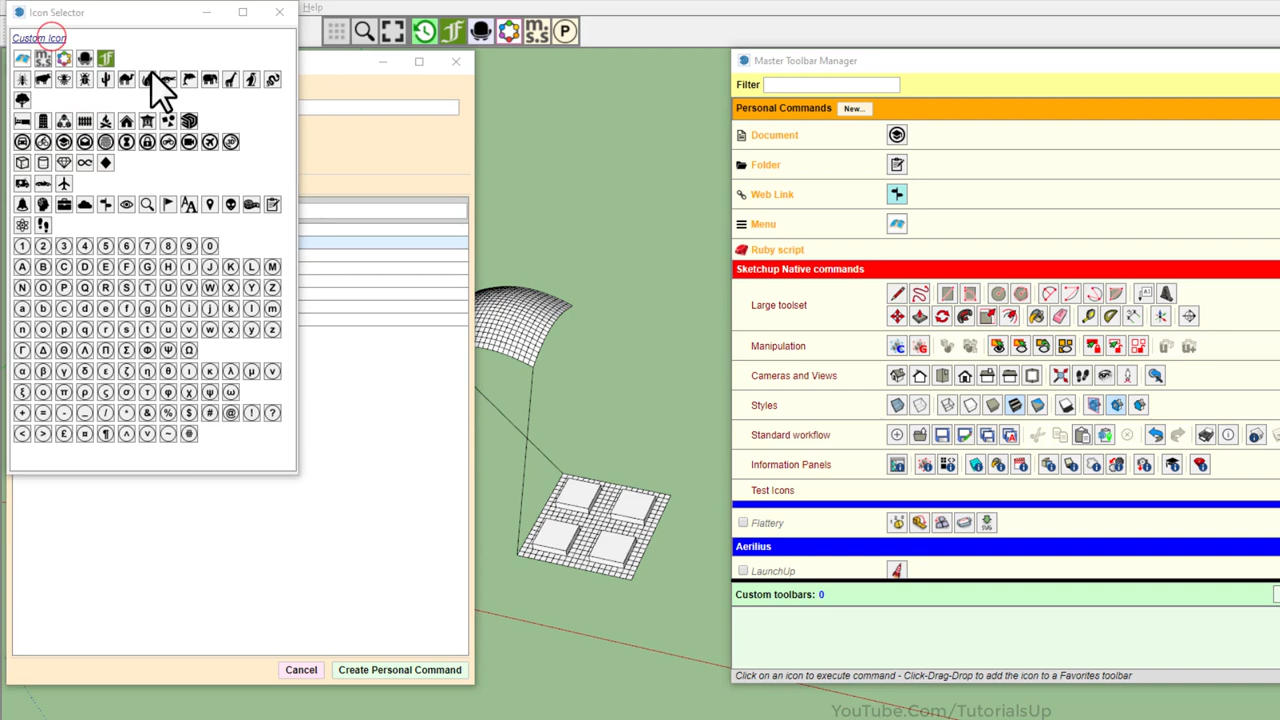 Icon Selector
Custom Icon
1 2 3 4 5 6 7 8 9 0
A B C D E F G H I J K L M
N O P Q R S T U V W X Y Z
a b c d e f g h i j k l m
n o p q r s t u v w x y z
Γ Δ Θ Λ Π Σ Φ Ψ Ω
α β γ δ ε ζ η θ ι κ λ μ ν
ξ ο π ρ ς σ τ φ χ ψ ω
+ = - _ / * & % $ # @ ! ?
< > £ ¤ ¶ ^ v ~
Cancel
Create Personal Command
Help
m.s.s
P
Master Toolbar Manager
Filter
Personal Commands New...
Document
Folder
Web Link
Menu
Ruby script
Sketchup Native commands
Large toolset
Manipulation
Cameras and Views
Styles
Standard workflow
Information Panels
Test Icons
Flattery
Aerilius
LaunchUp
Custom toolbars: 0
Click on an icon to execute command - Click-Drag-Drop to add the icon to a Favorites toolbar
YouTube.Com/TutorialsUp